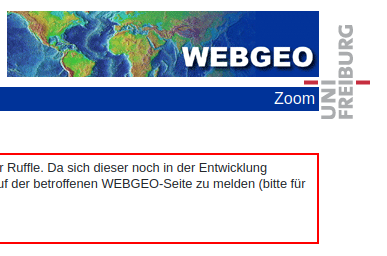 WEBGEO
UNI
FREIBURG
Zoom
r Ruffle. Da sich dieser noch in der Entwicklung
uf der betroffenen WEBGEO-Seite zu melden (bitte für